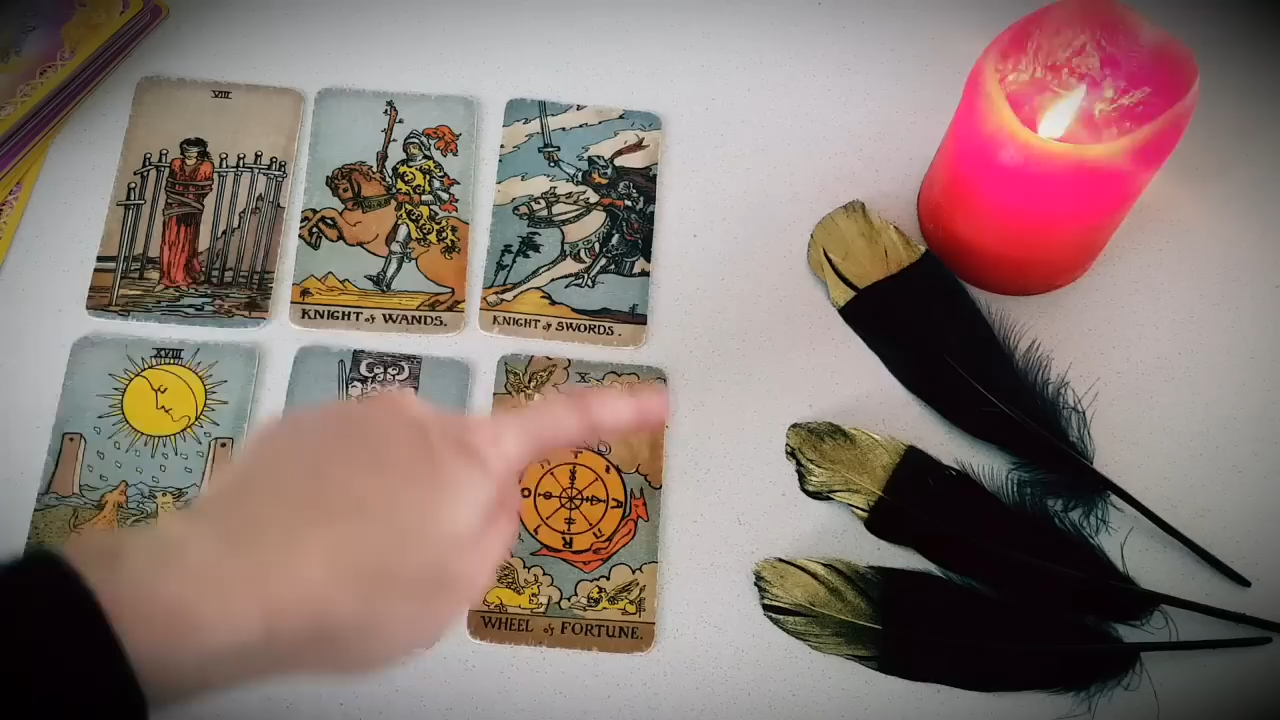 VIII
KNIGHT of WANDS.
KNIGHT of SWORDS.
XVIII
X
WHEEL of FORTUNE.